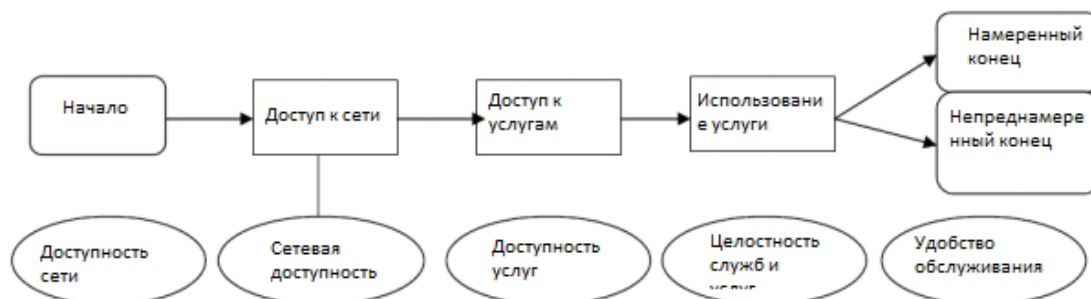 Начало
Доступ к сети
Доступ к
услугам
Использовани
е услуги
Намеренный
конец
Непреднамере
нный конец
Доступность
сети
Сетевая
доступность
Доступность
услуг
Целостность
служб и
услуг
Удобство
обслуживания